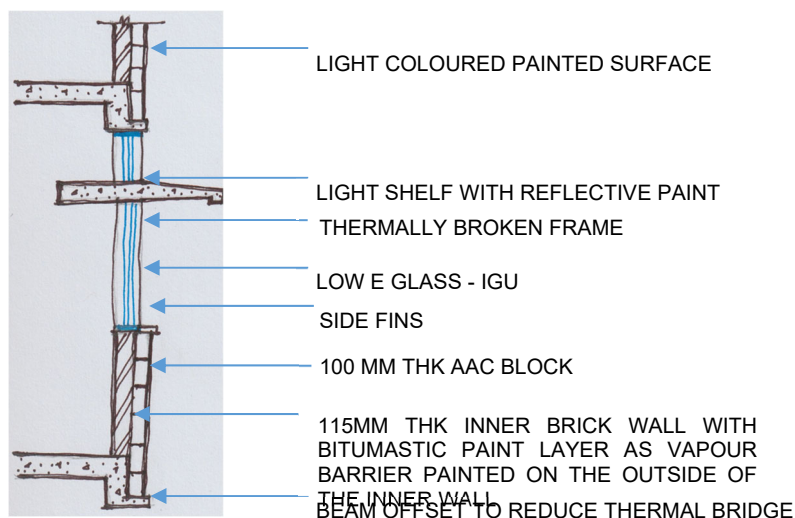 LIGHT COLOURED PAINTED SURFACE
LIGHT SHELF WITH REFLECTIVE PAINT
THERMALLY BROKEN FRAME
LOW E GLASS - IGU
SIDE FINS
100 MM THK AAC BLOCK
115MM THK INNER BRICK WALL WITH
BITUMASTIC PAINT LAYER AS VAPOUR
BARRIER PAINTED ON THE OUTSIDE OF
THE INNER WALL
BEAM OFFSET TO REDUCE THERMAL BRIDGE